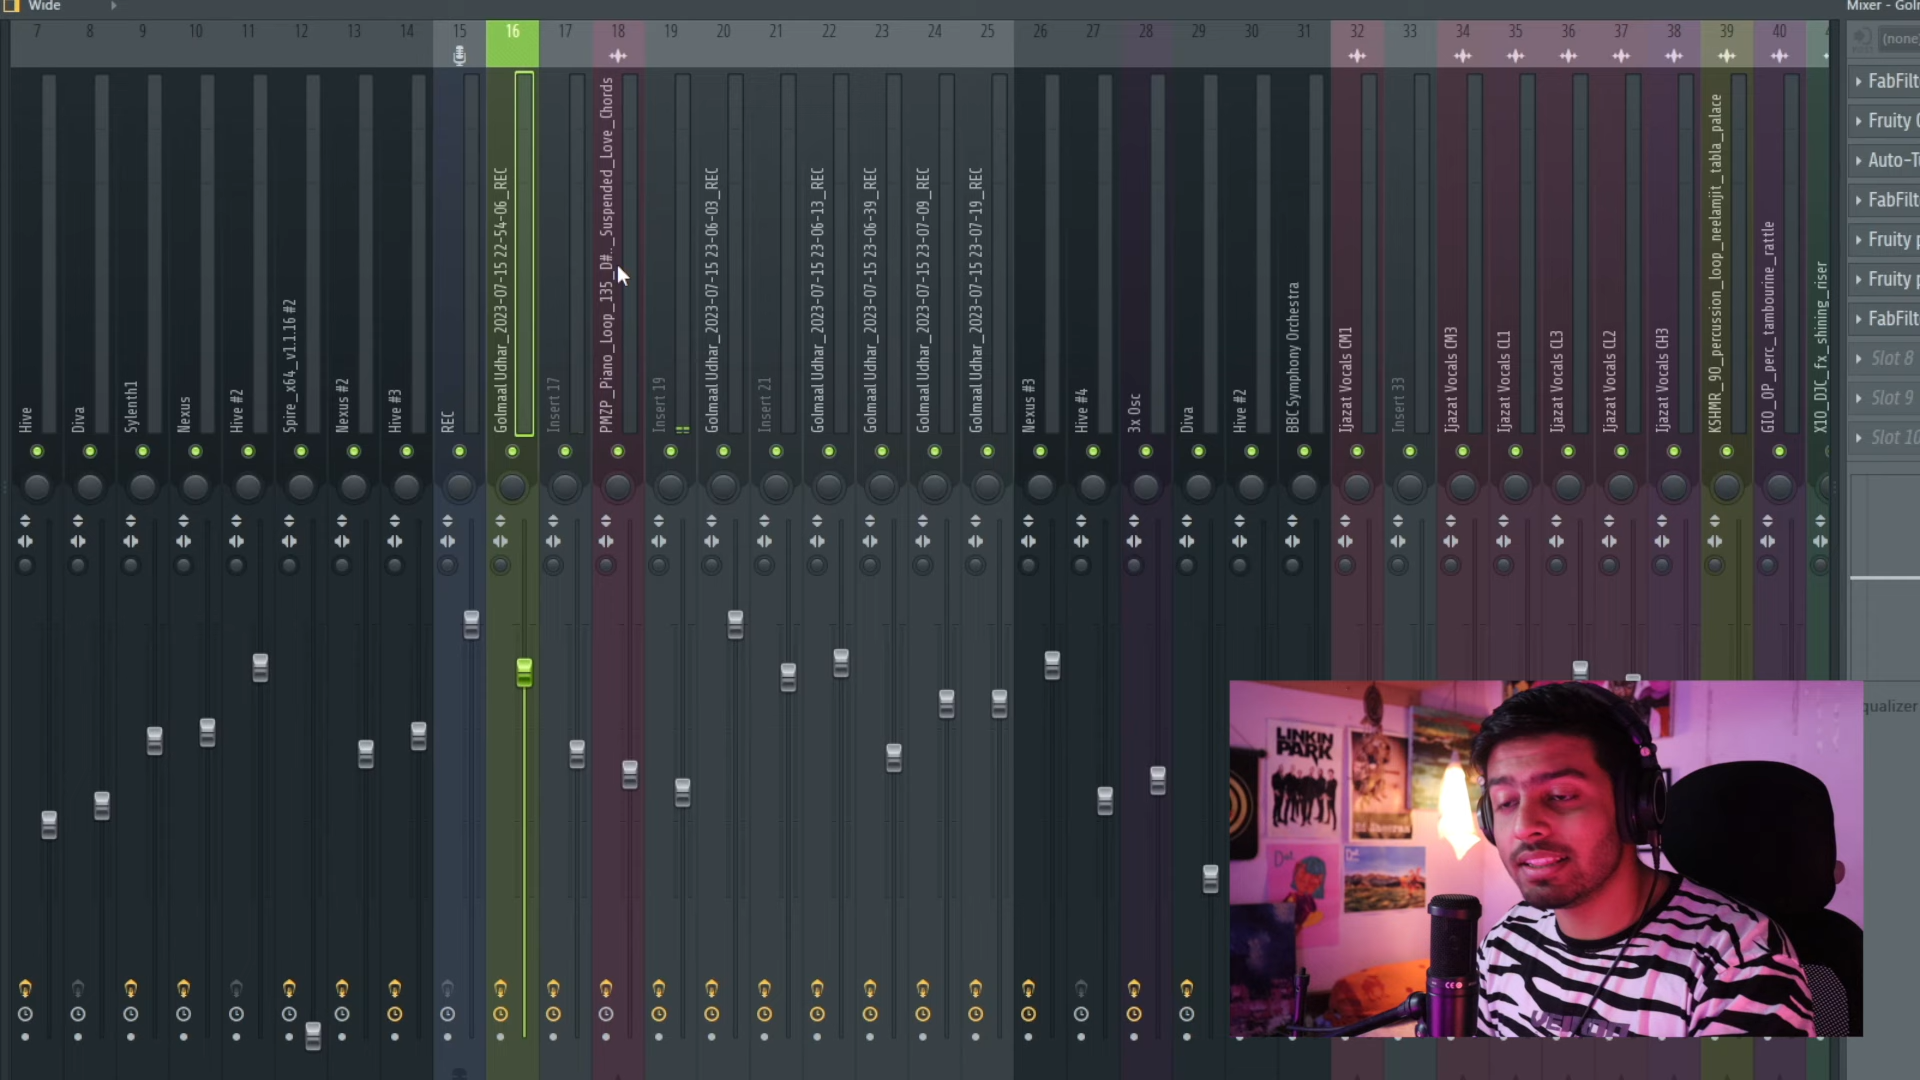 Wide
Mixer - Goln
7 8 9 10 11 12 13 14 15 16 17 18 19 20 21 22 23 24 25 26 27 28 29 30 31 32 33 34 35 36 37 38 39 40
(none
Hive
Diva
Sylenth1
Nexus
Hive #2
Spire_x64_v1.1.16 #2
Nexus #2
Hive #3
REC
Golmaal Udhar_2023-07-15 22-54-06_REC
Insert 17
PMZP_Piano_Loop_135_D#..._Suspended_Love_Chords
Insert 19
Golmaal Udhar_2023-07-15 23-06-03_REC
Insert 21
Golmaal Udhar_2023-07-15 23-06-13_REC
Golmaal Udhar_2023-07-15 23-06-39_REC
Golmaal Udhar_2023-07-15 23-07-09_REC
Golmaal Udhar_2023-07-15 23-07-19_REC
Nexus #3
Hive #4
3x Osc
Diva
Hive #2
BBC Symphony Orchestra
Ijazat Vocals CM1
Insert 33
Ijazat Vocals CM3
Ijazat Vocals CL1
Ijazat Vocals CL3
Ijazat Vocals CL2
Ijazat Vocals CH3
KSHMR_90_percussion_loop_neelamjit_tabla_palace
GIO_OP_perc_tambourine_rattle
X10_DIC_fx_shining_riser
FabFilt
Fruity
Auto-T
FabFilt
Fruity p
Fruity p
FabFilt
Slot 8
Slot 9
Slot 10
qualizer
LINKIN
PARK